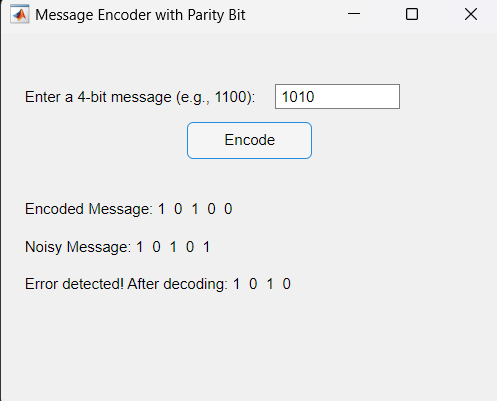 Message Encoder with Parity Bit
Enter a 4-bit message (e.g., 1100): 1010
Encode
Encoded Message: 1 0 1 0 0
Noisy Message: 1 0 1 0 1
Error detected! After decoding: 1 0 1 0